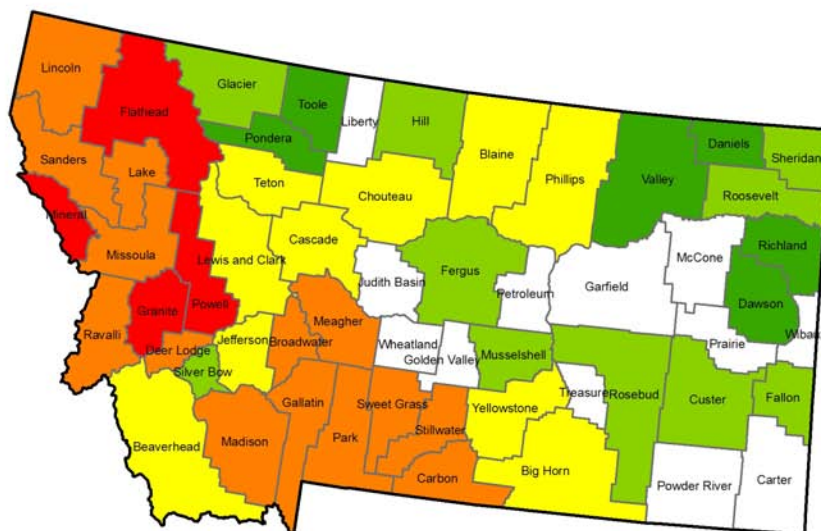 Lincoln
Flathead
Glacier
Toole
Liberty
Hill
Blaine
Phillips
Valley
Daniels
Sheridan
Roosevelt
Sanders
Lake
Pondera
Teton
Chouteau
Mineral
Missoula
Lewis and Clark
Cascade
Judith Basin
Fergus
Petroleum
Garfield
McCone
Richland
Dawson
Prairie
Wibau
Ravalli
Granite
Powell
Deer Lodge
Silver Bow
Jefferson
Broadwater
Meagher
Wheatland
Golden Valley
Musselshell
Treasure
Rosebud
Custer
Fallon
Beaverhead
Madison
Gallatin
Park
Sweet Grass
Stillwater
Carbon
Yellowstone
Big Horn
Powder River
Carter